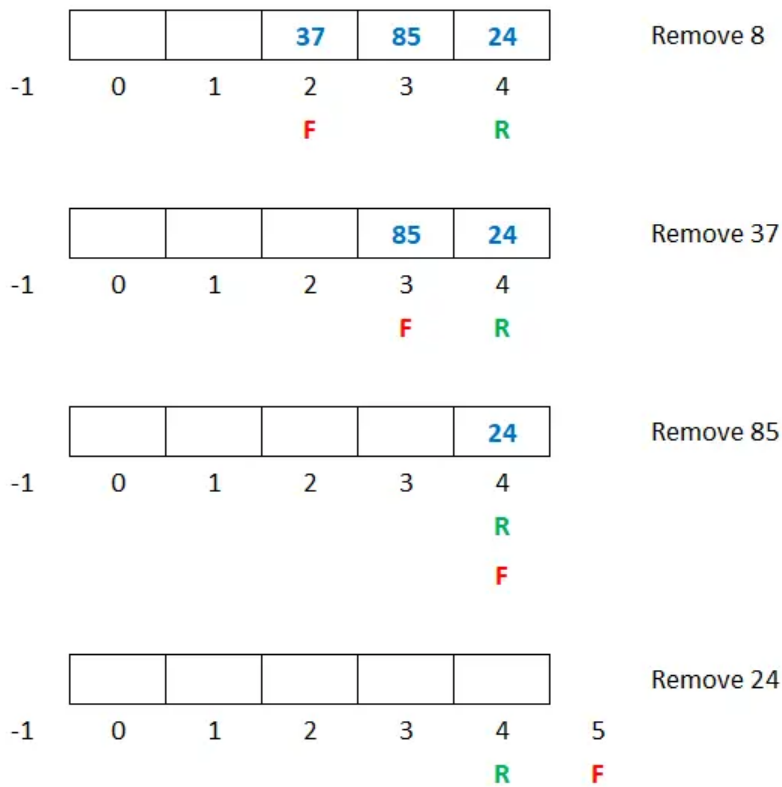 37 85 24 Remove 8
-1 0 1 2 3 4
F R
85 24 Remove 37
-1 0 1 2 3 4
F R
24 Remove 85
-1 0 1 2 3 4
R
F
Remove 24
-1 0 1 2 3 4 5
R F